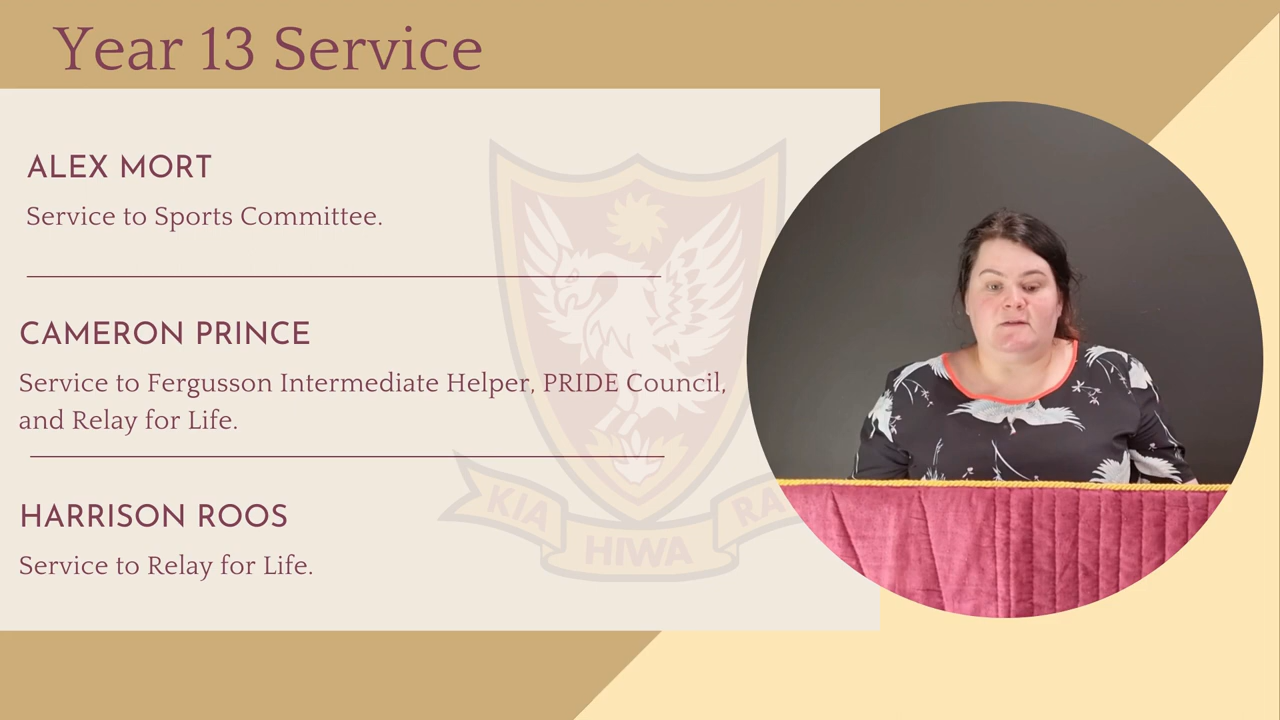 Year 13 Service
ALEX MORT
Service to Sports Committee.
CAMERON PRINCE
Service to Fergusson Intermediate Helper, PRIDE Council,
and Relay for Life.
HARRISON ROOS
Service to Relay for Life.
KIA
HIWA